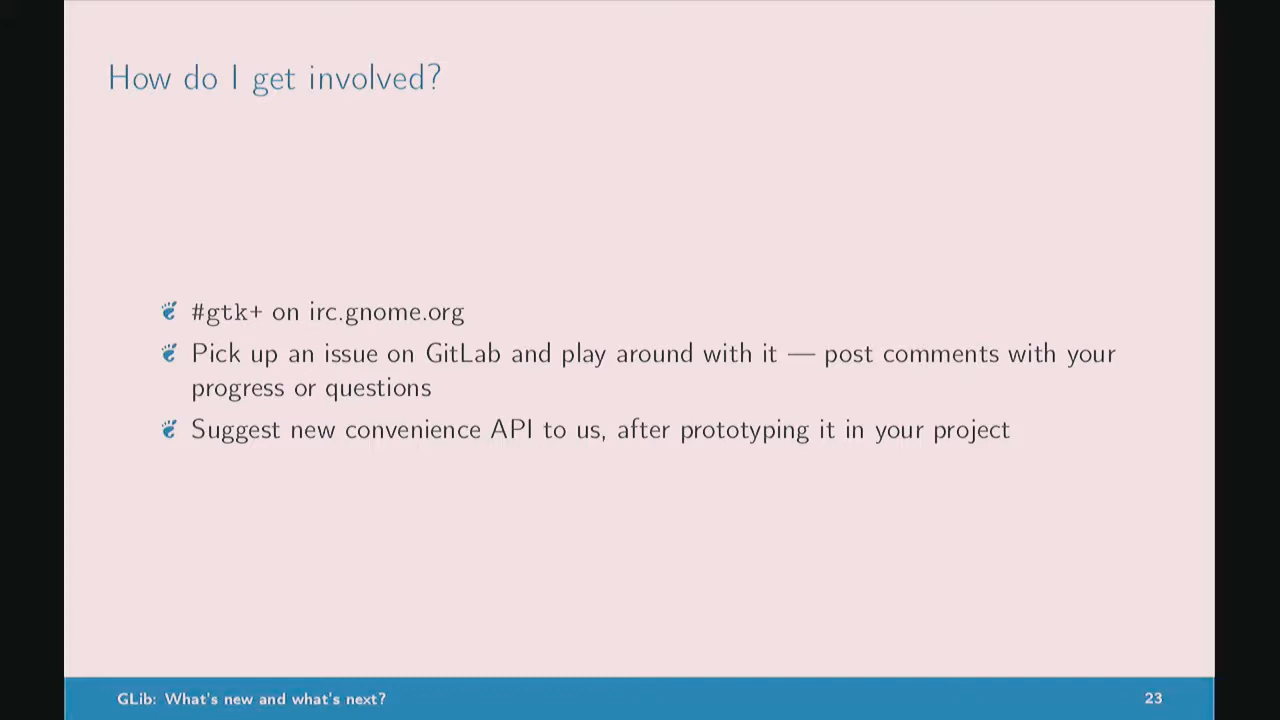 How do I get involved?
#gtk+ on irc.gnome.org
Pick up an issue on GitLab and play around with it — post comments with your
progress or questions
Suggest new convenience API to us, after prototyping it in your project
GLib: What's new and what's next?
23